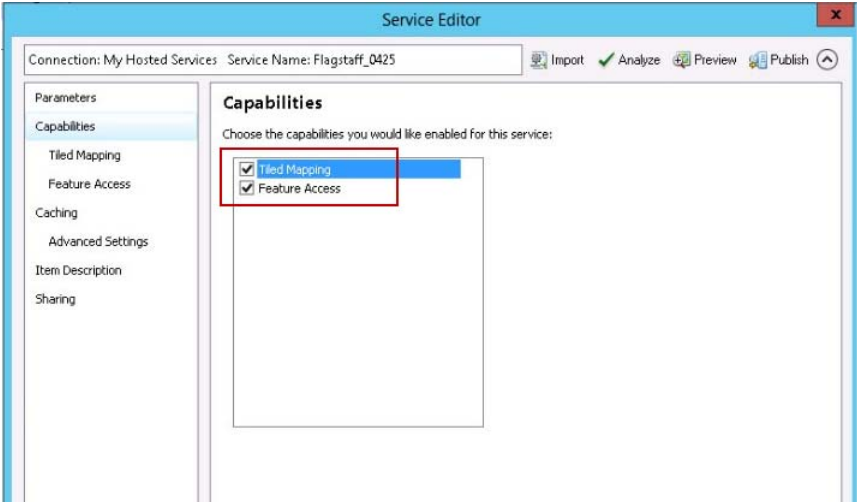 Service Editor
x
Connection: My Hosted Services Service Name: Flagstaff_0425
Import Analyze Preview Publish
Parameters
Capabilities
Tiled Mapping
Feature Access
Caching
Advanced Settings
Item Description
Sharing
Capabilities
Choose the capabilities you would like enabled for this service:
Tiled Mapping
Feature Access